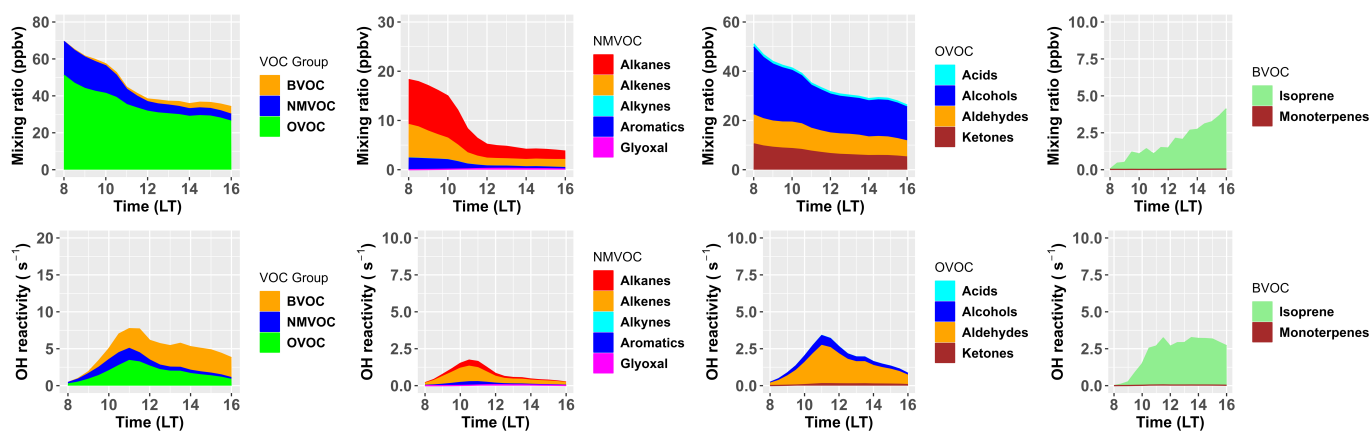 Mixing ratio (ppbv)
80
60
40
20
0
8 10 12 14 16
Time (LT)
VOC Group
BVOC
NMVOC
OVOC
Mixing ratio (ppbv)
30
20
10
0
8 10 12 14 16
Time (LT)
NMVOC
Alkanes
Alkenes
Alkynes
Aromatics
Glyoxal
Mixing ratio (ppbv)
60
40
20
0
8 10 12 14 16
Time (LT)
OVOC
Acids
Alcohols
Aldehydes
Ketones
Mixing ratio (ppbv)
10.0
7.5
5.0
2.5
0.0
8 10 12 14 16
Time (LT)
BVOC
Isoprene
Monoterpenes
OH reactivity ( s⁻¹)
20
15
10
5
0
8 10 12 14 16
Time (LT)
VOC Group
BVOC
NMVOC
OVOC
OH reactivity ( s⁻¹)
10.0
7.5
5.0
2.5
0.0
8 10 12 14 16
Time (LT)
NMVOC
Alkanes
Alkenes
Alkynes
Aromatics
Glyoxal
OH reactivity ( s⁻¹)
10.0
7.5
5.0
2.5
0.0
8 10 12 14 16
Time (LT)
OVOC
Acids
Alcohols
Aldehydes
Ketones
OH reactivity ( s⁻¹)
10.0
7.5
5.0
2.5
0.0
8 10 12 14 16
Time (LT)
BVOC
Isoprene
Monoterpenes